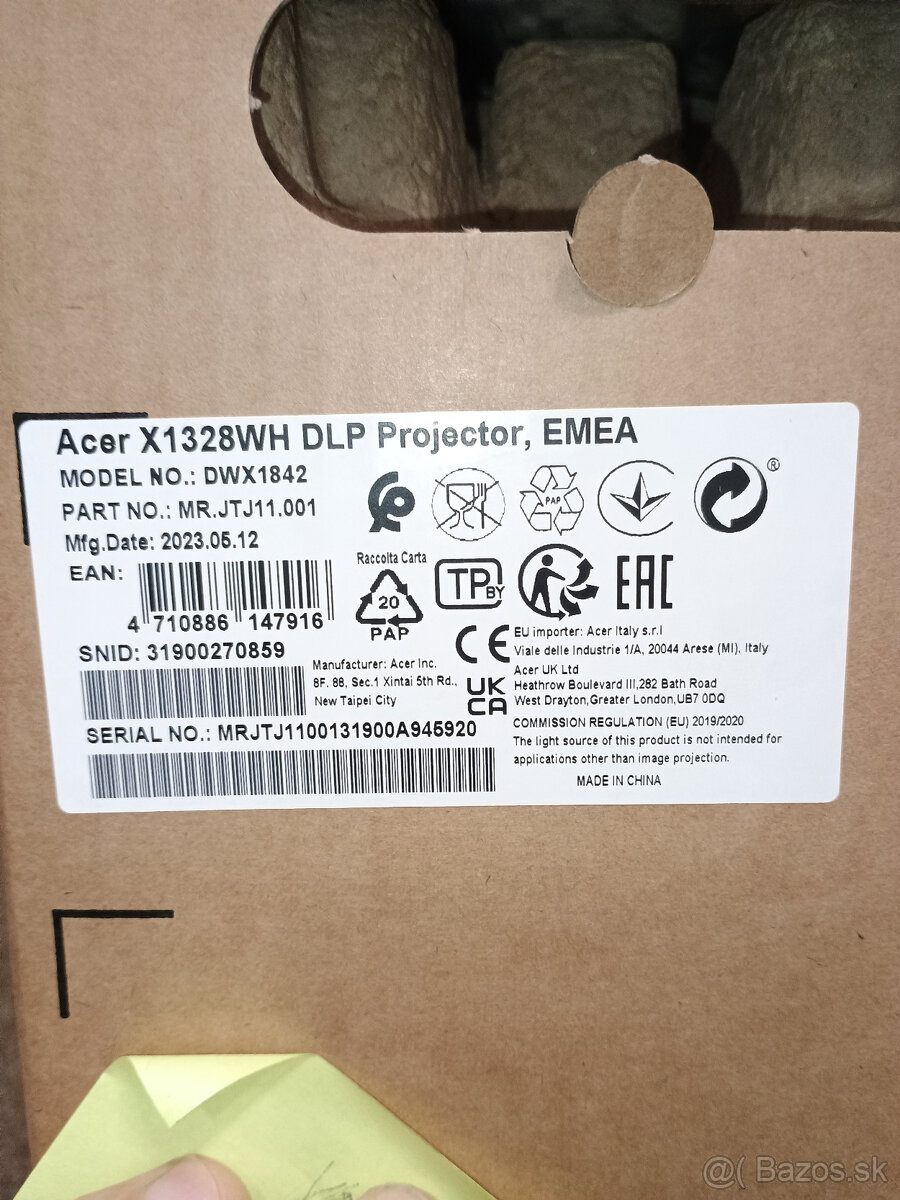 Acer X1328WH DLP Projector, EMEA
MODEL NO.: DWX1842
PART NO.: MR.JTJ11.001
Mfg.Date: 2023.05.12
EAN:
4 710886 147916
SNID: 31900270859
SERIAL NO.: MRJTJ1100131900A945920
PAP
®
Raccolta Carta
20
PAP
TP BY
EAC
CE
UK
CA
Manufacturer: Acer Inc.
8F. 88, Sec.1 Xintai 5th Rd.,
New Taipei City
EU importer: Acer Italy s.r.l
Viale delle Industrie 1/A, 20044 Arese (MI), Italy
Acer UK Ltd
Heathrow Boulevard III,282 Bath Road
West Drayton,Greater London,UB7 0DQ
COMMISSION REGULATION (EU) 2019/2020
The light source of this product is not intended for
applications other than image projection.
MADE IN CHINA
@( Bazos.sk